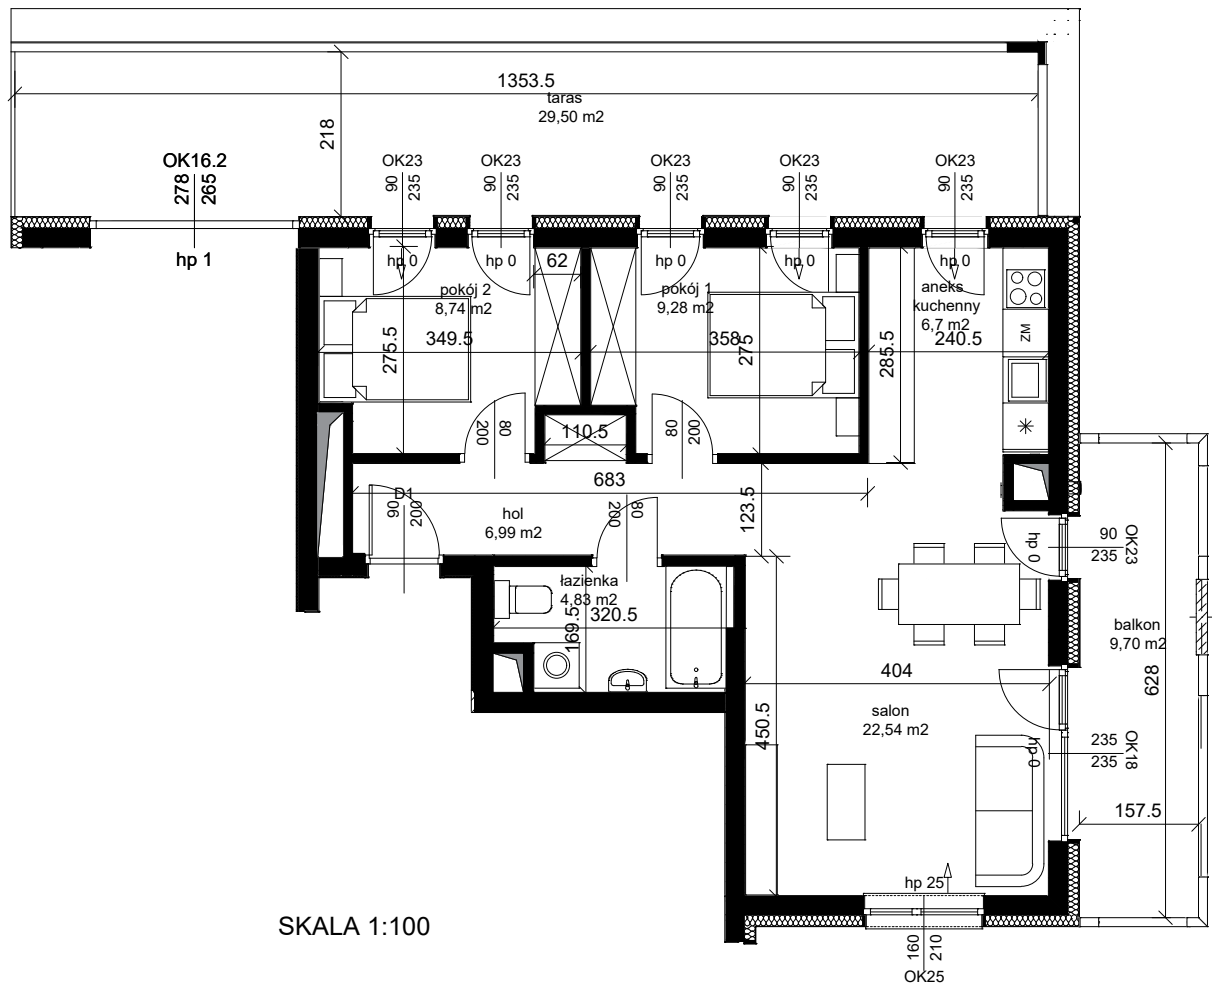 1353.5
taras
29,50 m2
218
OK16.2
278
265
hp 1
OK23
90
235
OK23
90
235
OK23
90
235
OK23
90
235
OK23
90
235
hp 0
hp 0
hp 0
hp 0
hp 0
62
pokój 2
8,74 m2
349.5
275.5
pokój 1
9,28 m2
358
275
aneks
kuchenny
6,7 m2
240.5
285.5
ZM
80
200
110.5
80
200
683
D1
90
200
hol
6,99 m2
80
200
123.5
łazienka
4,83 m2
320.5
169.5
hp 0
90
235
OK23
balkon
9,70 m2
628
404
salon
22,54 m2
450.5
hp 0
235
235
OK18
157.5
hp 25
160
210
OK25
SKALA 1:100